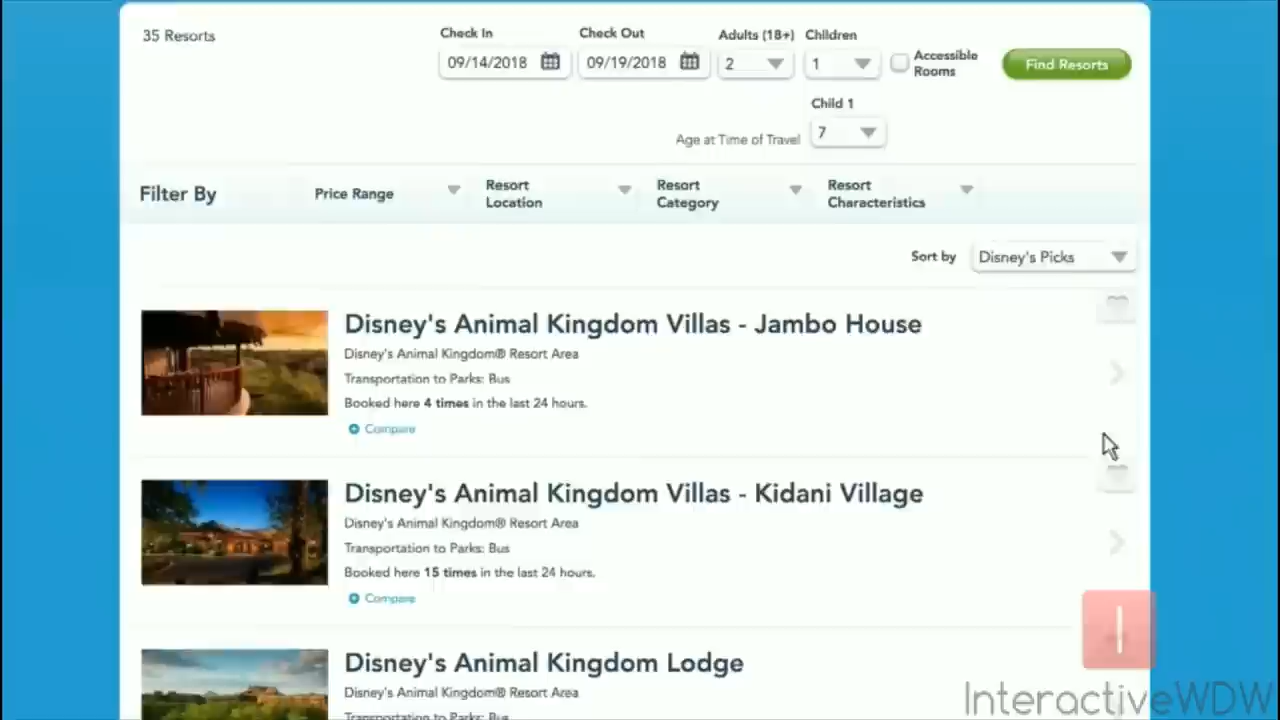 35 Resorts
Check In
Check Out
Adults (18+)
Children
09/14/2018
09/19/2018
2
1
Accessible
Rooms
Find Resorts
Child 1
Age at Time of Travel
7
Filter By
Price Range
Resort
Location
Resort
Category
Resort
Characteristics
Sort by
Disney's Picks
Disney's Animal Kingdom Villas - Jambo House
Disney's Animal Kingdom® Resort Area
Transportation to Parks: Bus
Booked here 4 times in the last 24 hours.
Compare
Disney's Animal Kingdom Villas - Kidani Village
Disney's Animal Kingdom® Resort Area
Transportation to Parks: Bus
Booked here 15 times in the last 24 hours.
Compare
Disney's Animal Kingdom Lodge
Disney's Animal Kingdom® Resort Area
Transportation to Parks: Bus
InteractiveWDW